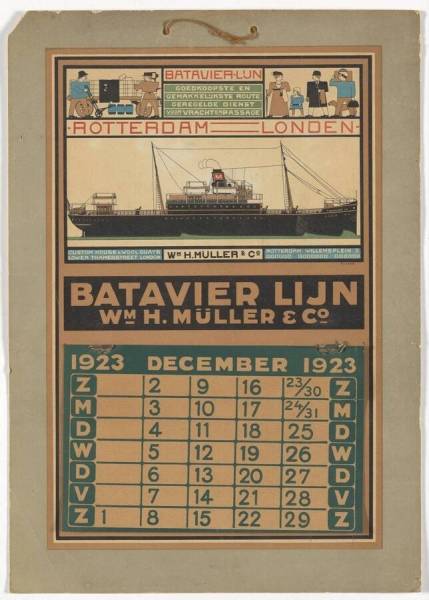 BATAVIER-LIJN
GOEDKOOPSTE EN
GEMAKKELIJKSTE ROUTE
GEREGELDE DIENST
VOOR VRACHT EN PASSAGE
ROTTERDAM LONDEN
CUSTOM HOUSE & WOOL QUAYS
LOWER THAMES STREET LONDON
WM H. MÜLLER & CO
ROTTERDAM WILLEMSPLEIN
BATAVIER LIJN
WM H. MÜLLER & CO
1923 DECEMBER 1923
Z 2 9 16 23/30 Z
M 3 10 17 24/31 M
D 4 11 18 25 D
W 5 12 19 26 W
D 6 13 20 27 D
V 7 14 21 28 V
Z 1 8 15 22 29 Z